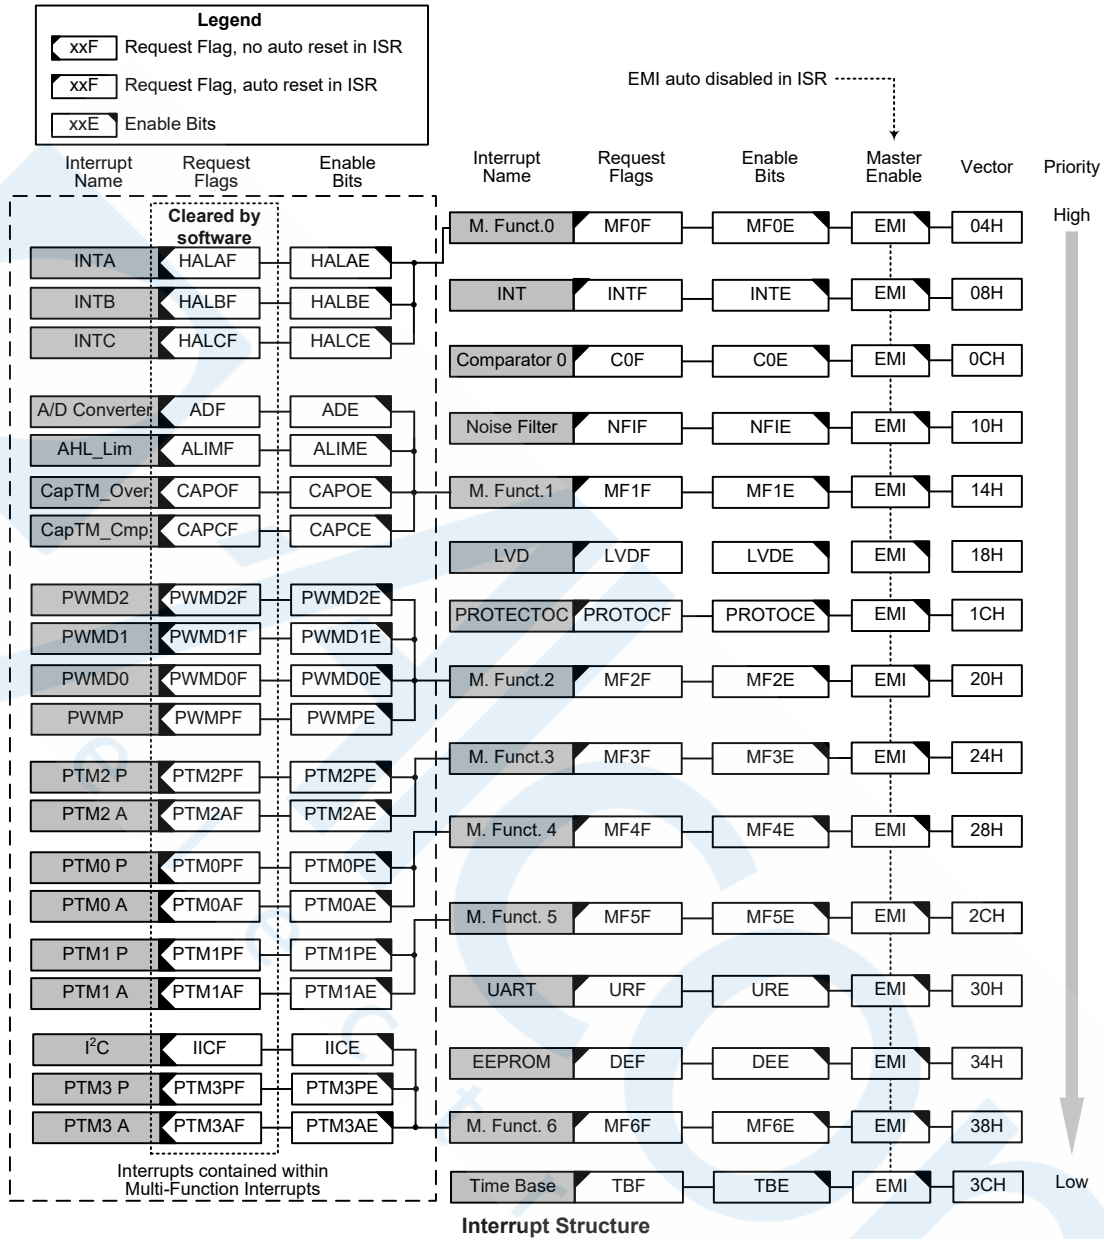 Legend
xxF Request Flag, no auto reset in ISR
xxF Request Flag, auto reset in ISR
xxE Enable Bits
EMI auto disabled in ISR
Interrupt Name
Request Flags
Enable Bits
Interrupt Name
Request Flags
Enable Bits
Master Enable
Vector
Priority
Cleared by
software
INTA HALAF HALAE
INTB HALBF HALBE
INTC HALCF HALCE
A/D Converter ADF ADE
AHL_Lim ALIMF ALIME
CapTM_Over CAPOF CAPOE
CapTM_Cmp CAPCF CAPCE
PWMD2 PWMD2F PWMD2E
PWMD1 PWMD1F PWMD1E
PWMD0 PWMD0F PWMD0E
PWMP PWMPF PWMPE
PTM2 P PTM2PF PTM2PE
PTM2 A PTM2AF PTM2AE
PTM0 P PTM0PF PTM0PE
PTM0 A PTM0AF PTM0AE
PTM1 P PTM1PF PTM1PE
PTM1 A PTM1AF PTM1AE
I²C IICF IICE
PTM3 P PTM3PF PTM3PE
PTM3 A PTM3AF PTM3AE
Interrupts contained within
Multi-Function Interrupts
M. Funct.0 MF0F MF0E EMI 04H High
INT INTF INTE EMI 08H
Comparator 0 C0F C0E EMI 0CH
Noise Filter NFIF NFIE EMI 10H
M. Funct.1 MF1F MF1E EMI 14H
LVD LVDF LVDE EMI 18H
PROTECTOC PROTOCF PROTOCE EMI 1CH
M. Funct.2 MF2F MF2E EMI 20H
M. Funct.3 MF3F MF3E EMI 24H
M. Funct. 4 MF4F MF4E EMI 28H
M. Funct. 5 MF5F MF5E EMI 2CH
UART URF URE EMI 30H
EEPROM DEF DEE EMI 34H
M. Funct. 6 MF6F MF6E EMI 38H
Time Base TBF TBE EMI 3CH Low
Interrupt Structure